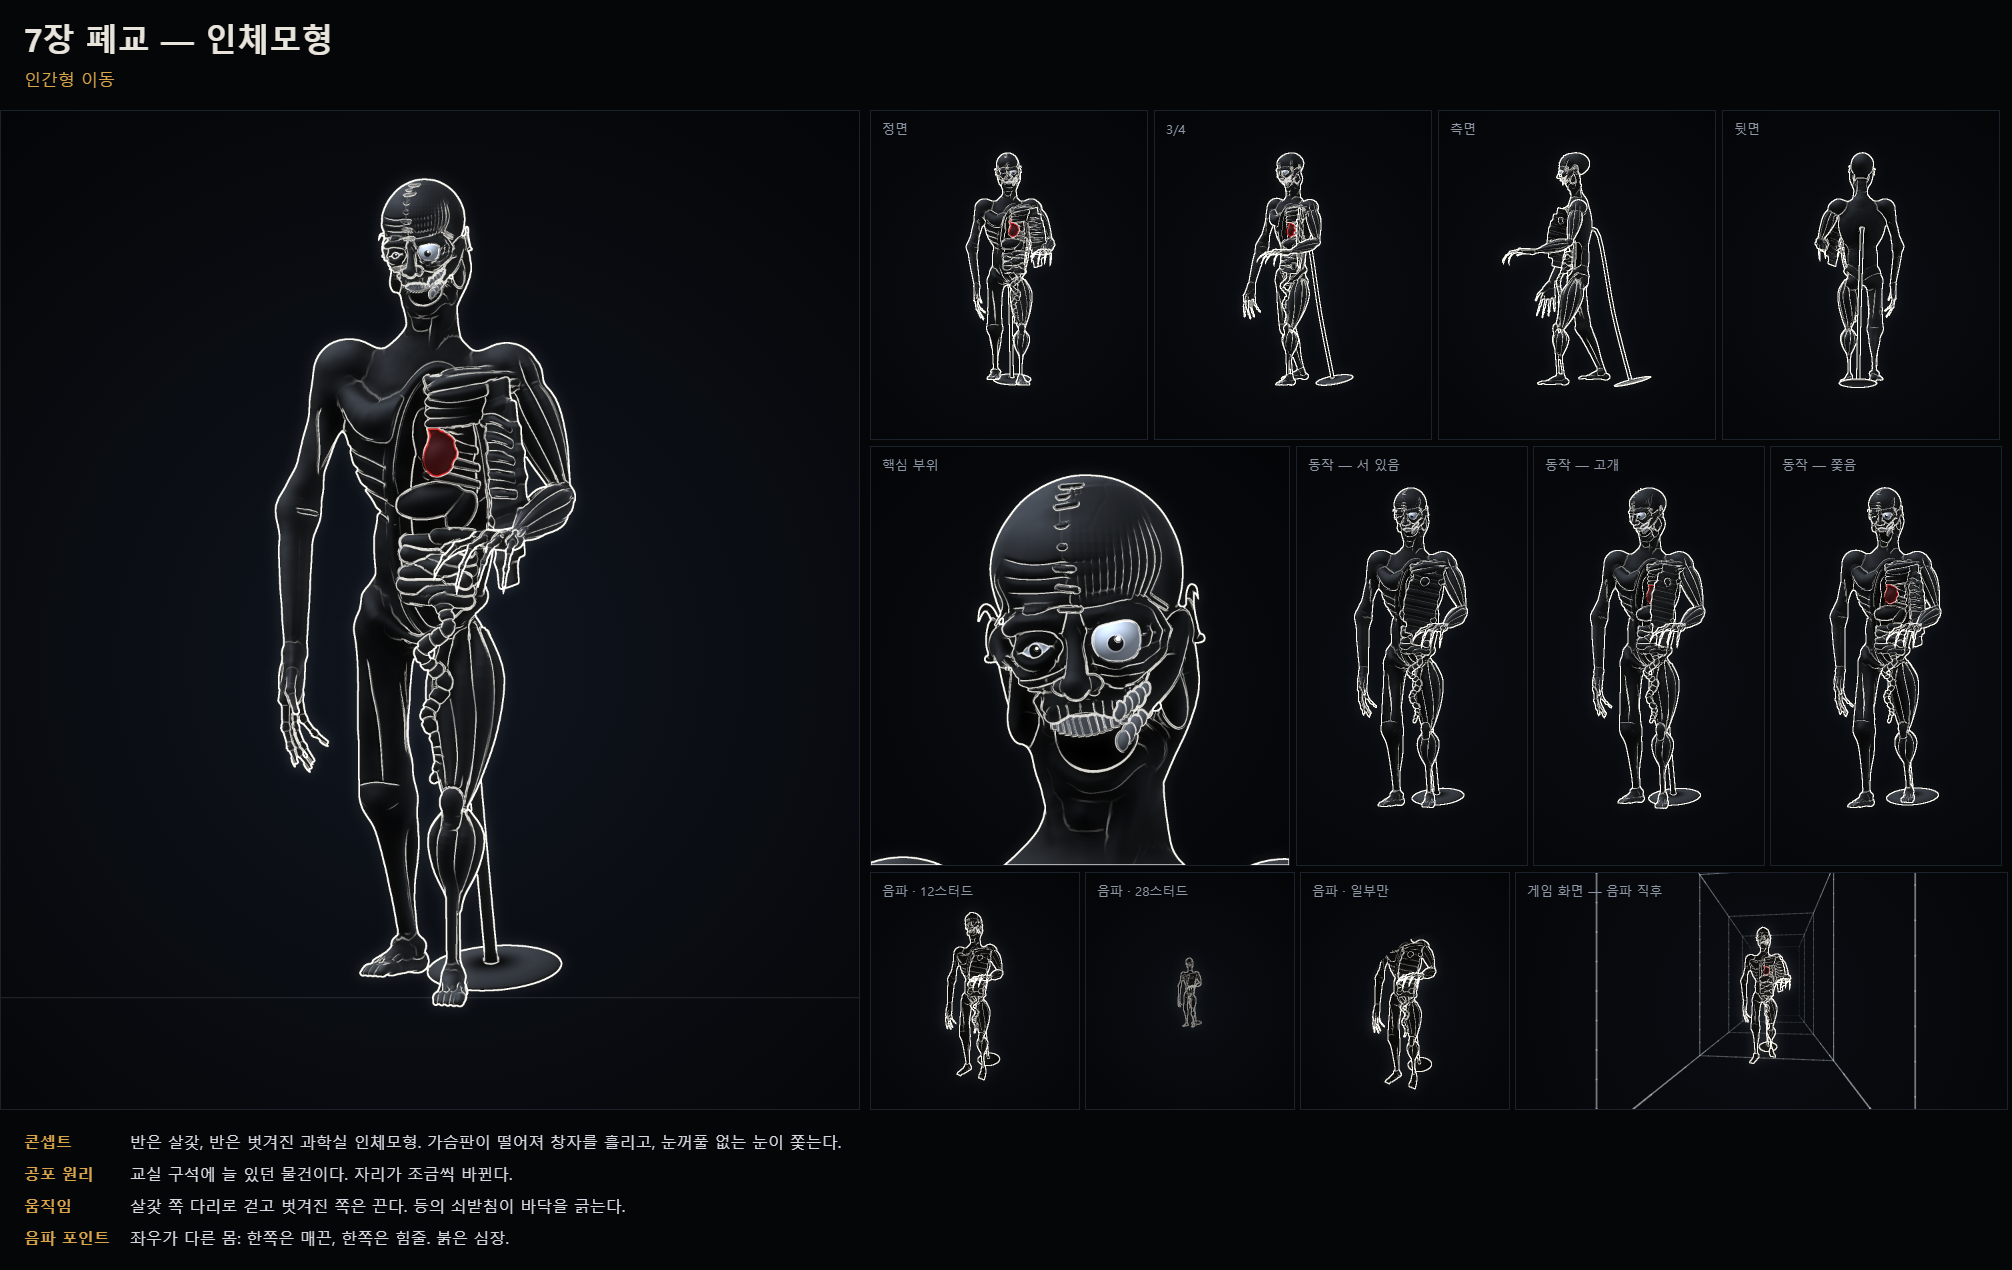 7장 폐교 — 인체모형
인간형 이동
정면
3/4
측면
뒷면
핵심 부위
동작 — 서 있음
동작 — 고개
동작 — 쫓음
음파 · 12스터드
음파 · 28스터드
음파 · 일부만
게임 화면 — 음파 직후
콘셉트 반은 살갗, 반은 벗겨진 과학실 인체모형. 가슴판이 떨어져 창자를 흘리고, 눈꺼풀 없는 눈이 쫓는다.
공포 원리 교실 구석에 늘 있던 물건이다. 자리가 조금씩 바뀐다.
움직임 살갗 쪽 다리로 걷고 벗겨진 쪽은 끈다. 등의 쇠받침이 바닥을 긁는다.
음파 포인트 좌우가 다른 몸: 한쪽은 매끈, 한쪽은 힘줄. 붉은 심장.